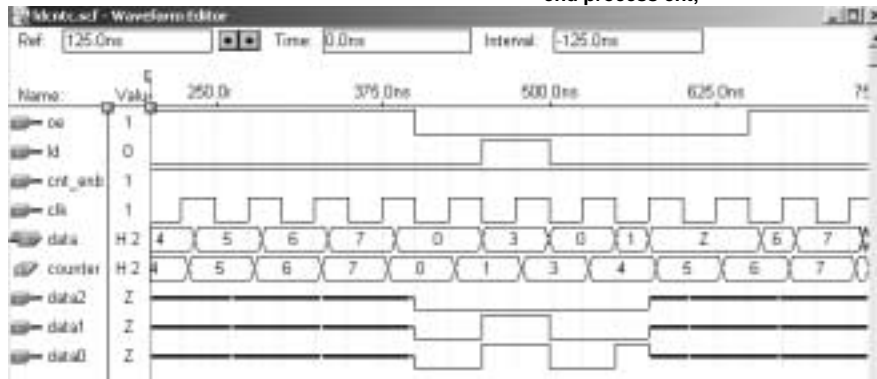 end process cnt;
ldcntc.scf - Waveform Editor
Ref: 125.0ns Time: 0.0ns Interval: -125.0ns
Name: Valu 250.0r 375.0ns 500.0ns 625.0ns 75
oe 1
ld 0
cnt_enb 1
clk 1
data H 2 4 5 6 7 0 3 0 1 Z 6 7
counter H 2 4 5 6 7 0 1 3 4 5 6 7
data2 Z
data1 Z
data0 Z